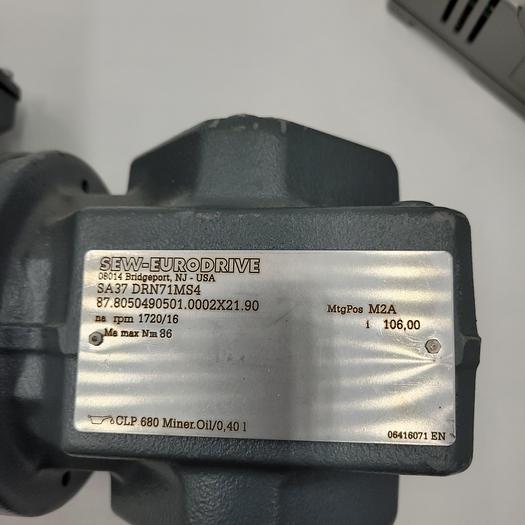 SEW-EURODRIVE
08014 Bridgeport, NJ - USA
SA37 DRN71MS4
87.8050490501.0002X21.90
MtgPos M2A
na rpm 1720/16
i 106,00
Ma max Nm 86
CLP 680 Miner.Oil/0,40 l
06416071 EN